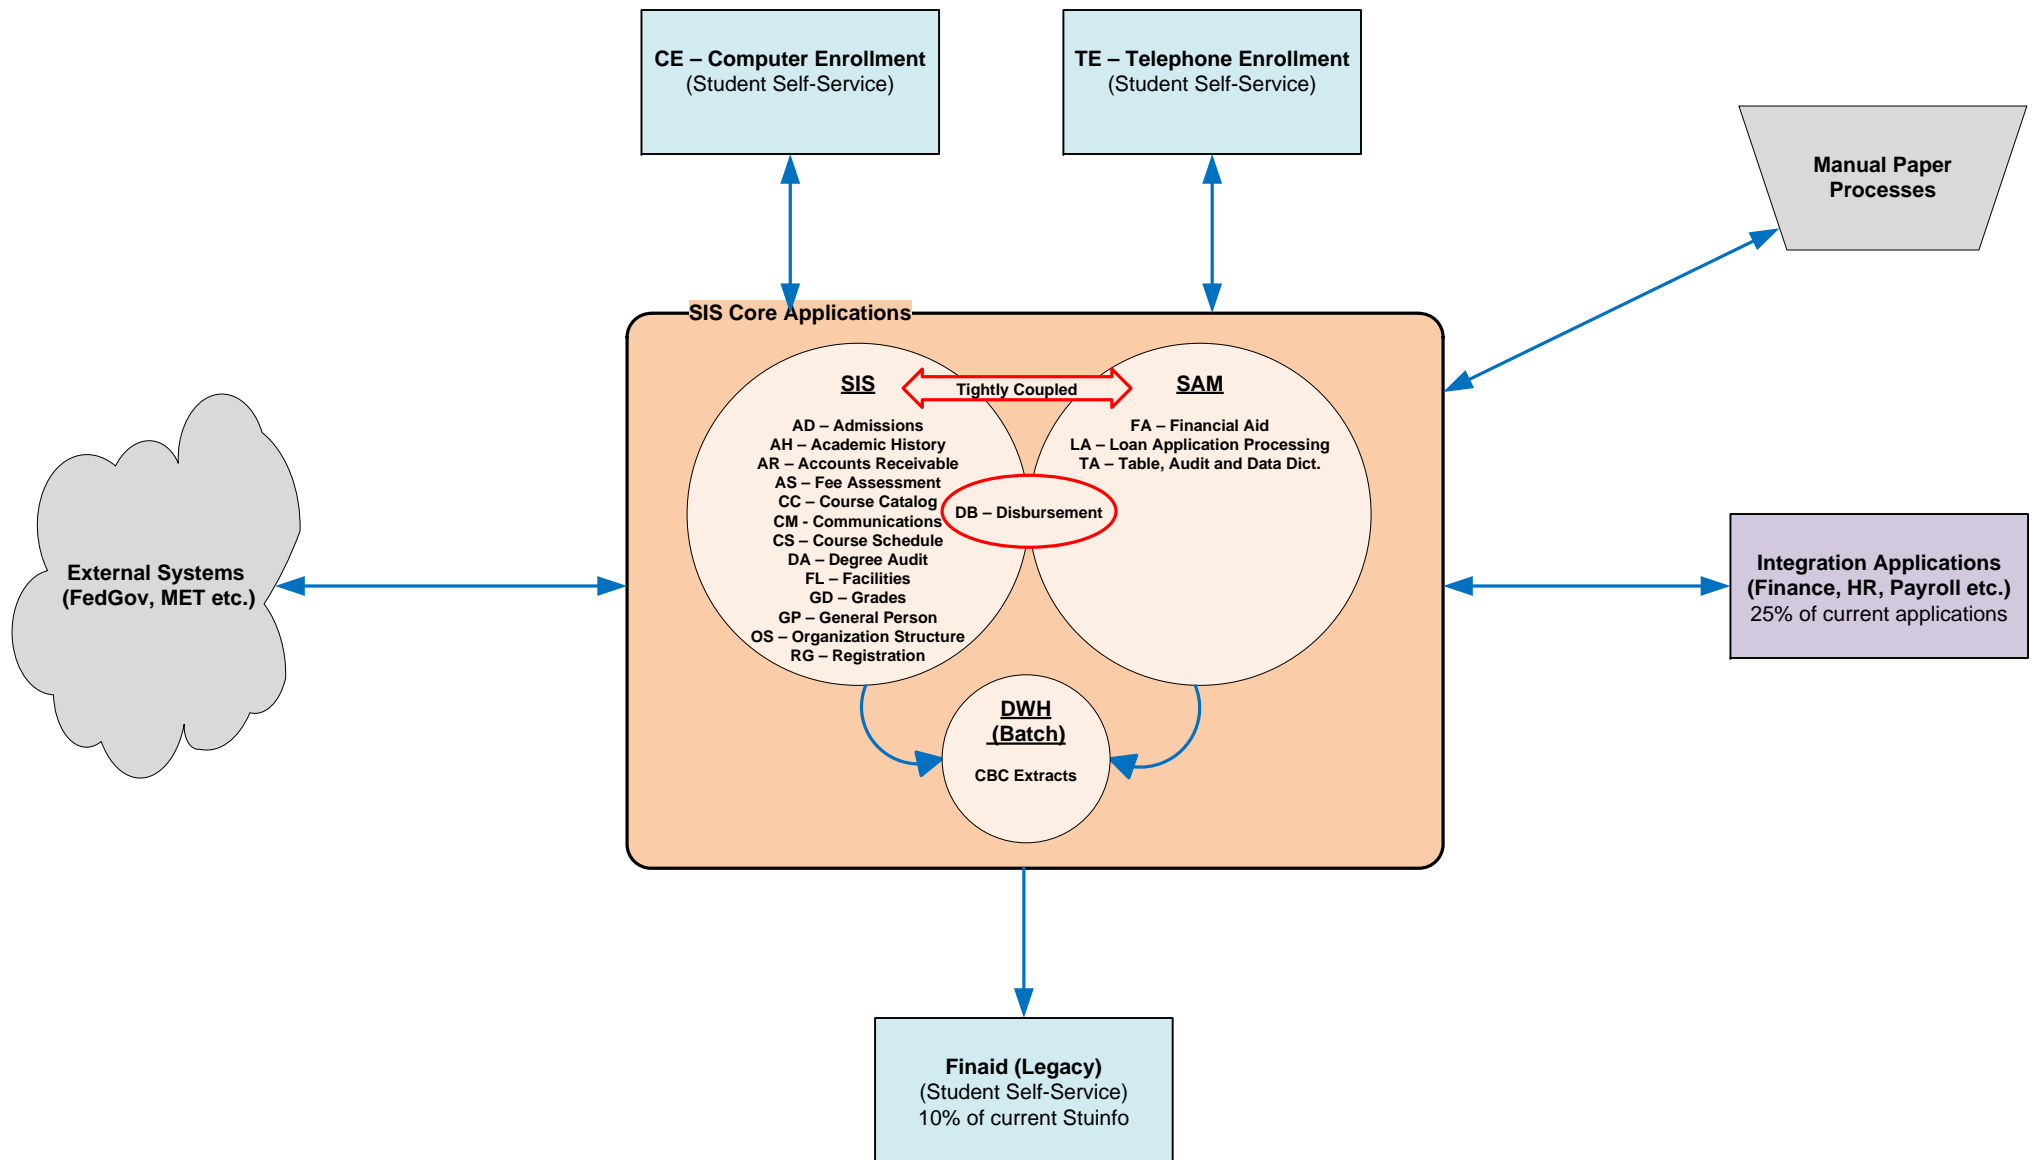 CE – Computer Enrollment
(Student Self-Service)
TE – Telephone Enrollment
(Student Self-Service)
Manual Paper
Processes
SIS Core Applications
SIS
AD – Admissions
AH – Academic History
AR – Accounts Receivable
AS – Fee Assessment
CC – Course Catalog
CM - Communications
CS – Course Schedule
DA – Degree Audit
FL – Facilities
GD – Grades
GP – General Person
OS – Organization Structure
RG – Registration
Tightly Coupled
SAM
FA – Financial Aid
LA – Loan Application Processing
TA – Table, Audit and Data Dict.
DB – Disbursement
External Systems
(FedGov, MET etc.)
Integration Applications
(Finance, HR, Payroll etc.)
25% of current applications
DWH
(Batch)
CBC Extracts
Finaid (Legacy)
(Student Self-Service)
10% of current Stuinfo